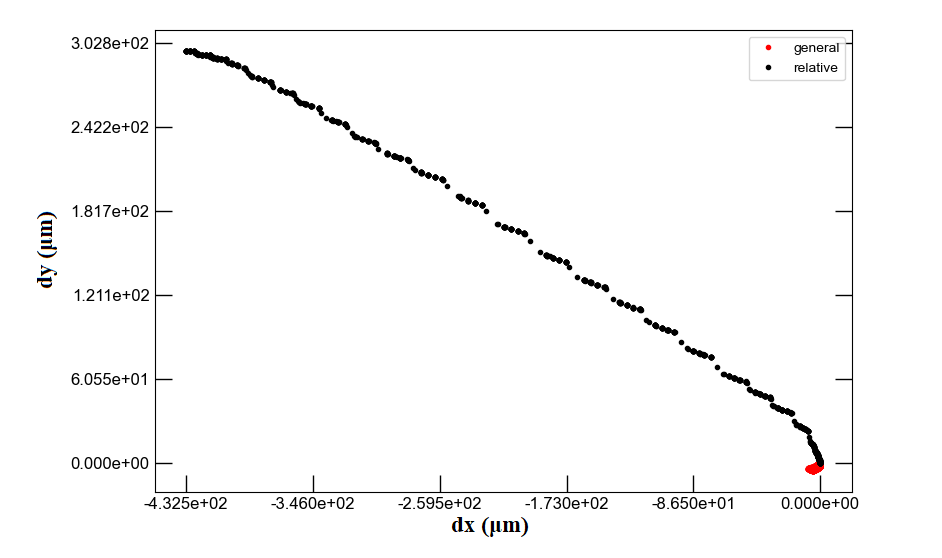 general
relative
3.028e+02
2.422e+02
1.817e+02
1.211e+02
6.055e+01
0.000e+00
dy (μm)
-4.325e+02
-3.460e+02
-2.595e+02
-1.730e+02
-8.650e+01
0.000e+00
dx (μm)